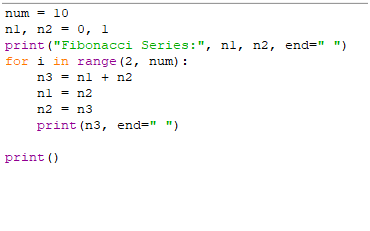 num = 10
n1, n2 = 0, 1
print("Fibonacci Series:", n1, n2, end=" ")
for i in range(2, num):
    n3 = n1 + n2
    n1 = n2
    n2 = n3
    print(n3, end=" ")

print()